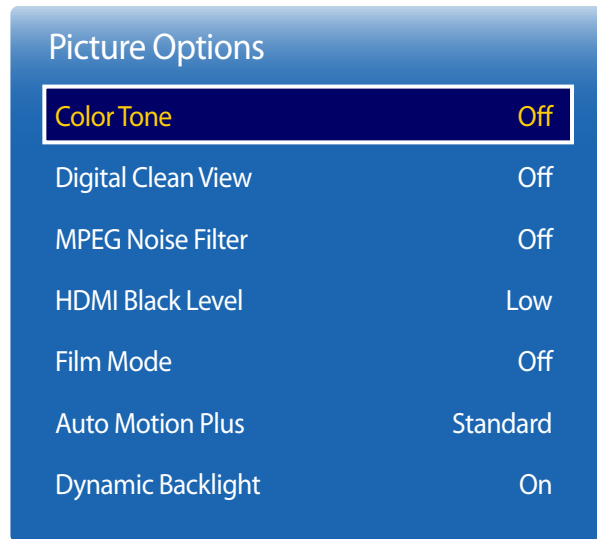 Picture Options
Color Tone Off
Digital Clean View Off
MPEG Noise Filter Off
HDMI Black Level Low
Film Mode Off
Auto Motion Plus Standard
Dynamic Backlight On